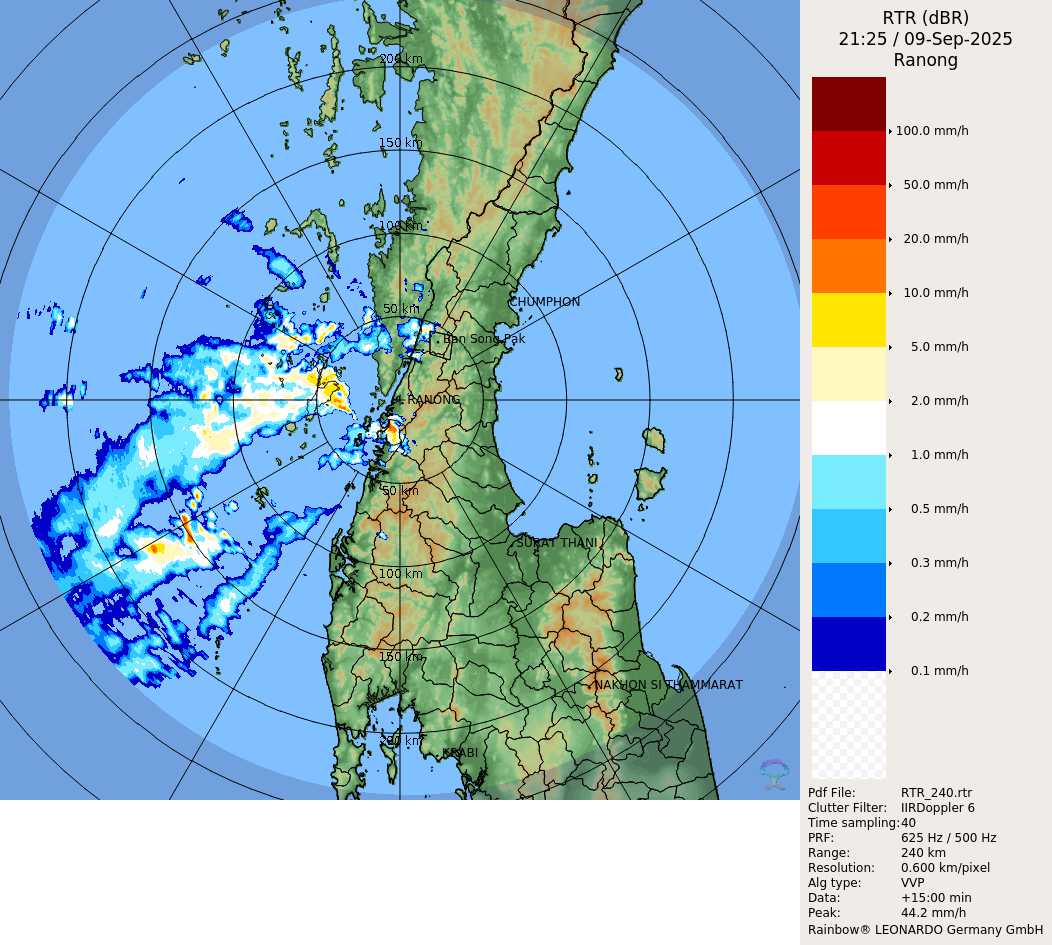 RTR (dBR)
21:25 / 09-Sep-2025
Ranong
200 km
150 km
100 km
50 km
CHUMPHON
Ban Song Pak
RANONG
50 km
SURAT THANI
100 km
150 km
NAKHON SI THAMMARAT
200 km
KRABI
100.0 mm/h
50.0 mm/h
20.0 mm/h
10.0 mm/h
5.0 mm/h
2.0 mm/h
1.0 mm/h
0.5 mm/h
0.3 mm/h
0.2 mm/h
0.1 mm/h
Pdf File: RTR_240.rtr
Clutter Filter: IIRDoppler 6
Time sampling: 40
PRF: 625 Hz / 500 Hz
Range: 240 km
Resolution: 0.600 km/pixel
Alg type: VVP
Data: +15:00 min
Peak: 44.2 mm/h
Rainbow® LEONARDO Germany GmbH